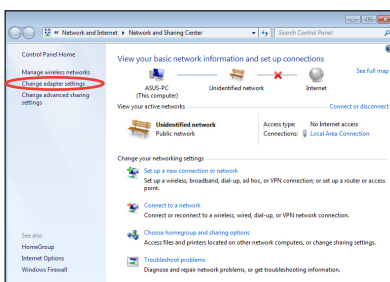 « Network and Internet ▸ Network and Sharing Center
Search Control Panel
Control Panel Home
Manage wireless networks
Change adapter settings
Change advanced sharing
settings
See also
HomeGroup
Internet Options
Windows Firewall
View your basic network information and set up connections
See full map
ASUS-PC
(This computer)
Unidentified network
Internet
View your active networks
Connect or disconnect
Unidentified network
Public network
Access type: No Internet access
Connections: Local Area Connection
Change your networking settings
Set up a new connection or network
Set up a wireless, broadband, dial-up, ad hoc, or VPN connection; or set up a router or access
point.
Connect to a network
Connect or reconnect to a wireless, wired, dial-up, or VPN network connection.
Choose homegroup and sharing options
Access files and printers located on other network computers, or change sharing settings.
Troubleshoot problems
Diagnose and repair network problems, or get troubleshooting information.